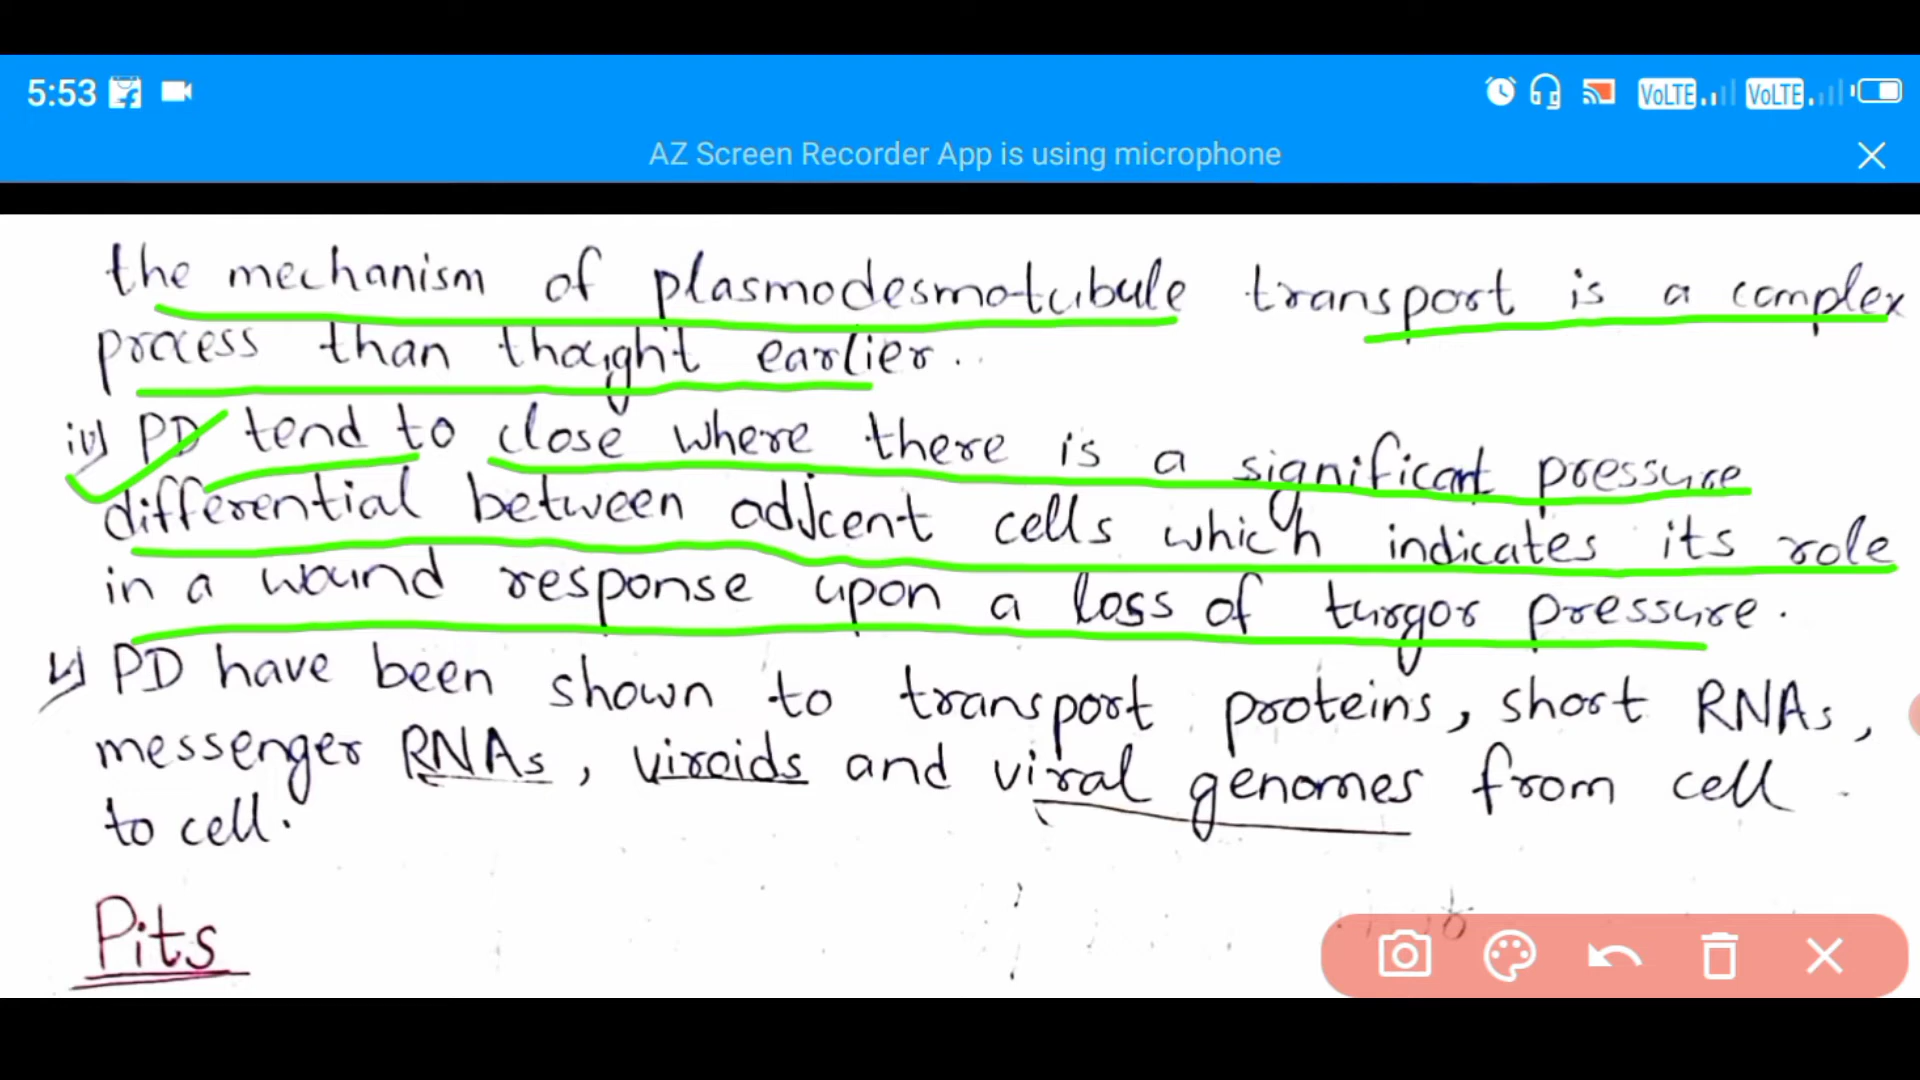 5:53
VoLTE VoLTE
AZ Screen Recorder App is using microphone
the mechanism of plasmodesmotubule transport is a complex
process than thought earlier.
iv) PD tend to close where there is a significant pressure
differential between adjcent cells which indicates its role
in a wound response upon a loss of turgor pressure.
v) PD have been shown to transport proteins, short RNAs,
messenger RNAs, viroids and viral genomes from cell
to cell.
Pits